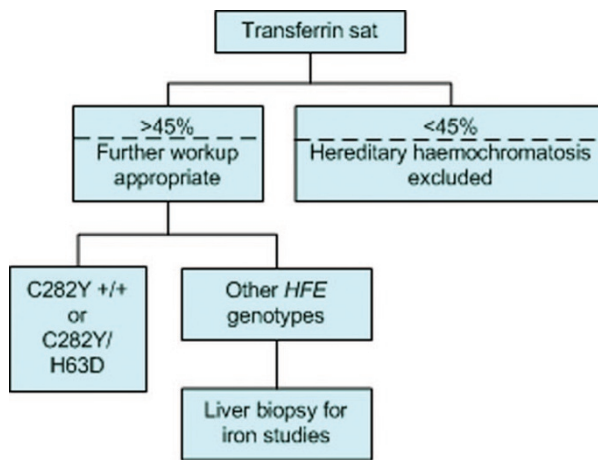 Transferrin sat
>45%
Further workup
appropriate
<45%
Hereditary haemochromatosis
excluded
C282Y +/+
or
C282Y/
H63D
Other HFE
genotypes
Liver biopsy for
iron studies